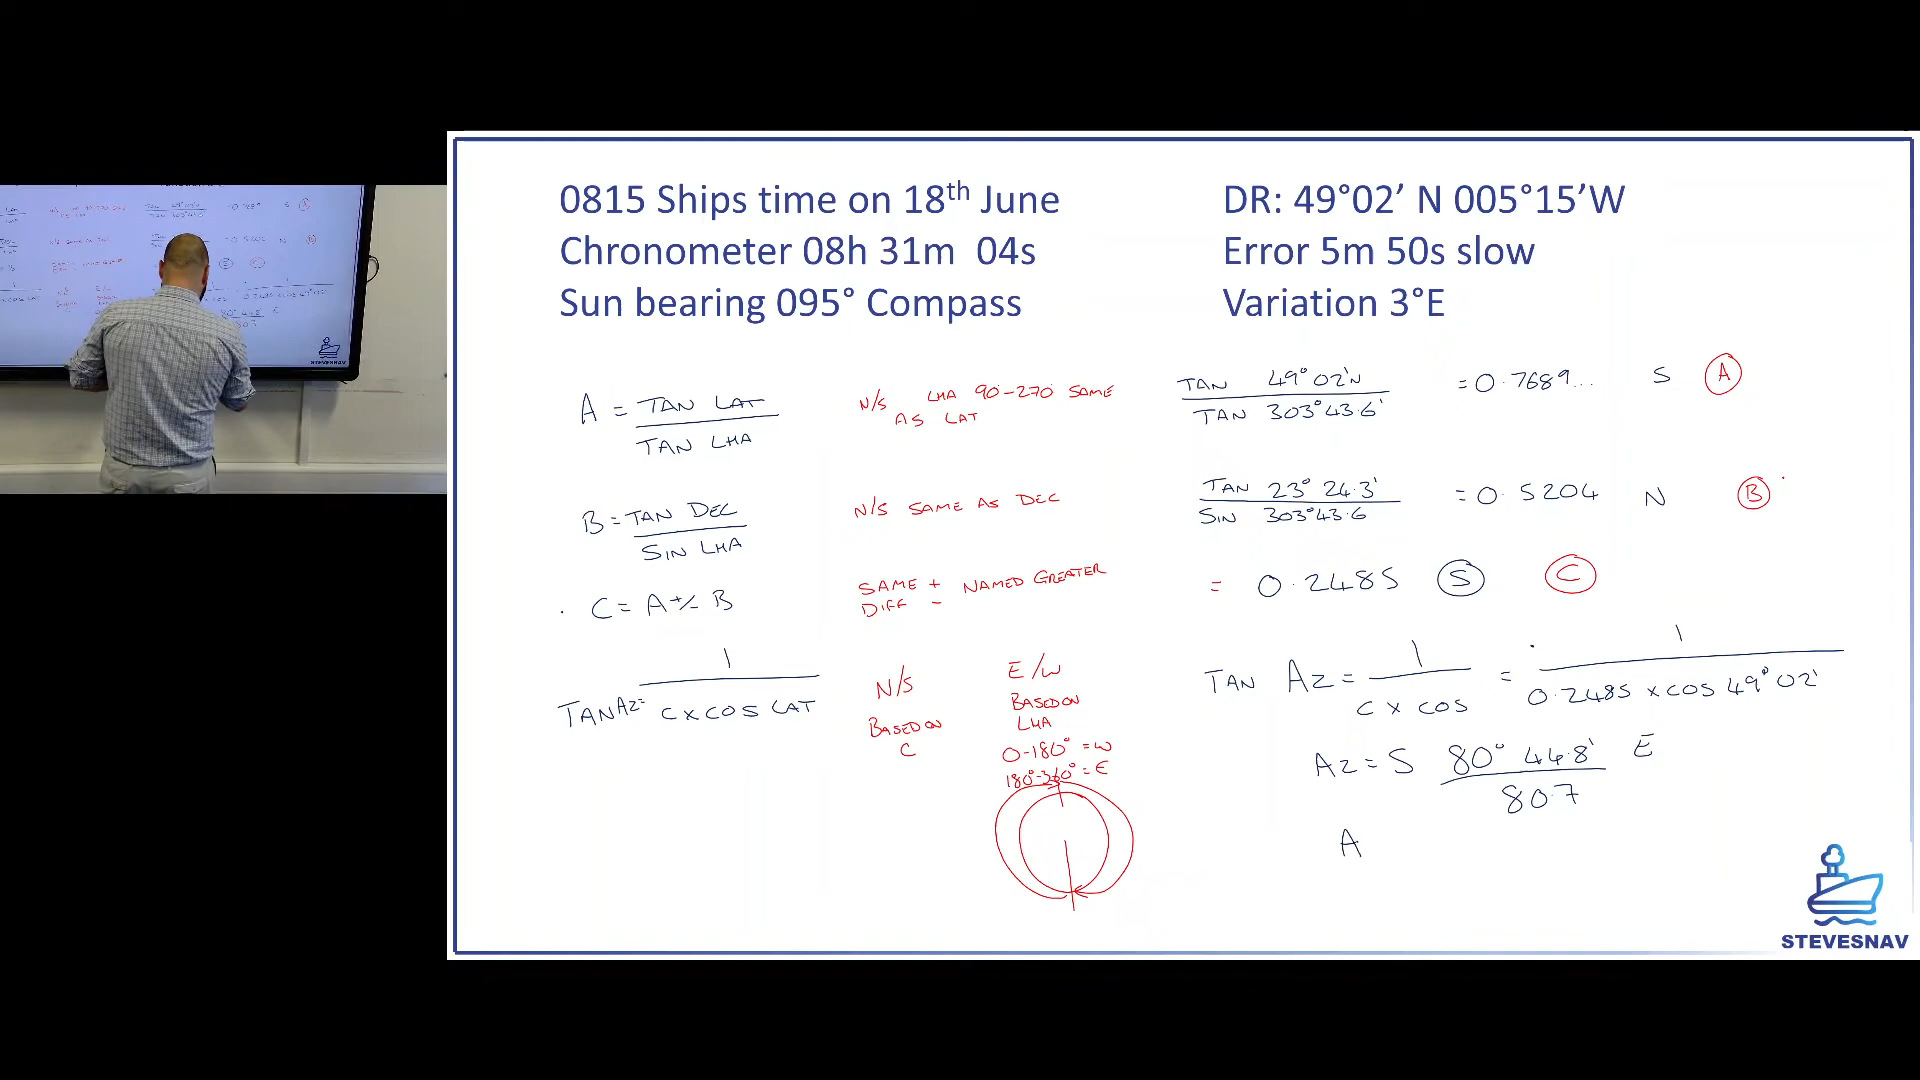 0815 Ships time on 18th June
DR: 49°02’ N 005°15’W
Chronometer 08h 31m 04s
Error 5m 50s slow
Sun bearing 095° Compass
Variation 3°E
A = TAN LAT / TAN LHA
N/S LHA 90°-270° SAME
AS LAT
TAN 49°02'N / TAN 303°43.6' = 0.7689... S A
B = TAN DEC / SIN LHA
N/S SAME AS DEC
TAN 23° 24.3' / SIN 303°43.6 = 0.5204 N B
C = A +/- B
SAME + NAMED GREATER
DIFF -
= 0.2485 S C
TAN AZ = 1 / C x COS LAT
N/S
BASED ON
C
E/W
BASED ON
LHA
0-180° = W
180°-360° = E
TAN AZ = 1 / C x COS = 1 / 0.2485 x COS 49°02'
AZ = S 80° 44.8' E
80.7
A
STEVESNAV